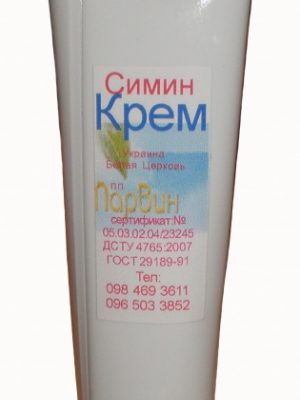 Симин
Крем
Украина
Белая Церковь
пп
Парвин
сертификат:№
05.03.02.04/23245
ДСТУ 4765:2007
ГОСТ 29189-91
Тел:
098 469 3611
096 503 3852